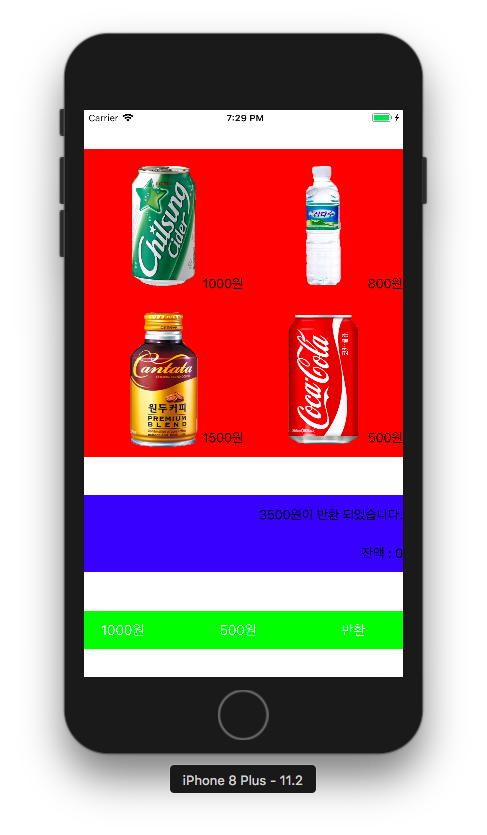 Carrier
7:29 PM
Chilsung
Cider
1000원
800원
Cantata
원두커피
PREMIUM
BLEND
1500원
Coca-Cola
500원
3500원이 반환 되었습니다.
잔액 : 0
1000원
500원
반환
iPhone 8 Plus - 11.2